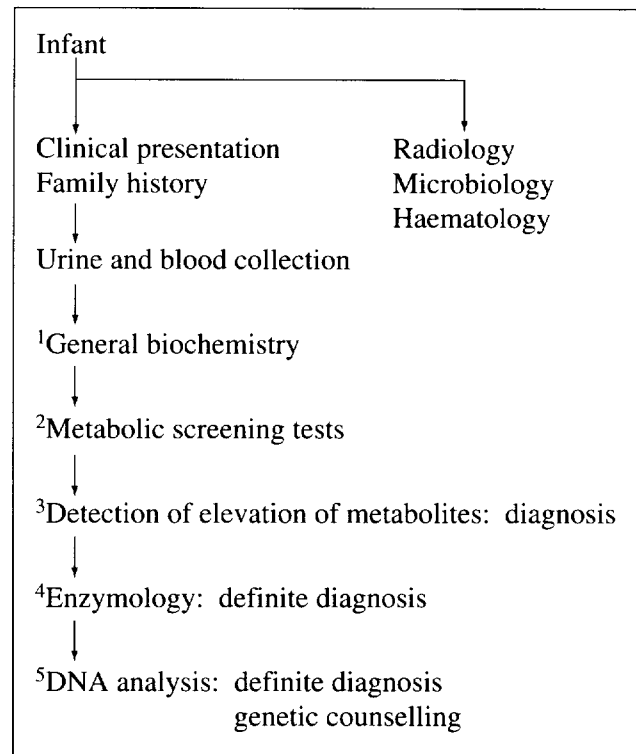 Infant
Clinical presentation
Family history
Radiology
Microbiology
Haematology
Urine and blood collection
¹General biochemistry
²Metabolic screening tests
³Detection of elevation of metabolites: diagnosis
⁴Enzymology: definite diagnosis
⁵DNA analysis: definite diagnosis
genetic counselling